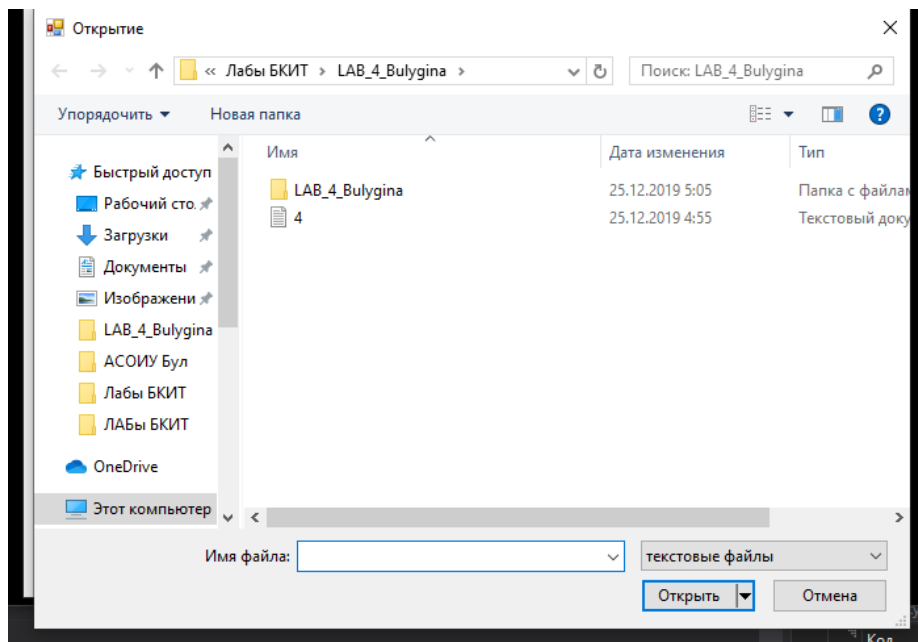 Открытие
« Лабы БКИТ > LAB_4_Bulygina >
Поиск: LAB_4_Bulygina
Упорядочить
Новая папка
Имя
Дата изменения
Тип
Быстрый доступ
Рабочий сто.
Загрузки
Документы
Изображени
LAB_4_Bulygina
АСОИУ Бул
Лабы БКИТ
ЛАБы БКИТ
OneDrive
Этот компьютер
LAB_4_Bulygina 25.12.2019 5:05 Папка с файлам
4 25.12.2019 4:55 Текстовый доку
Имя файла:
текстовые файлы
Открыть
Отмена
Код